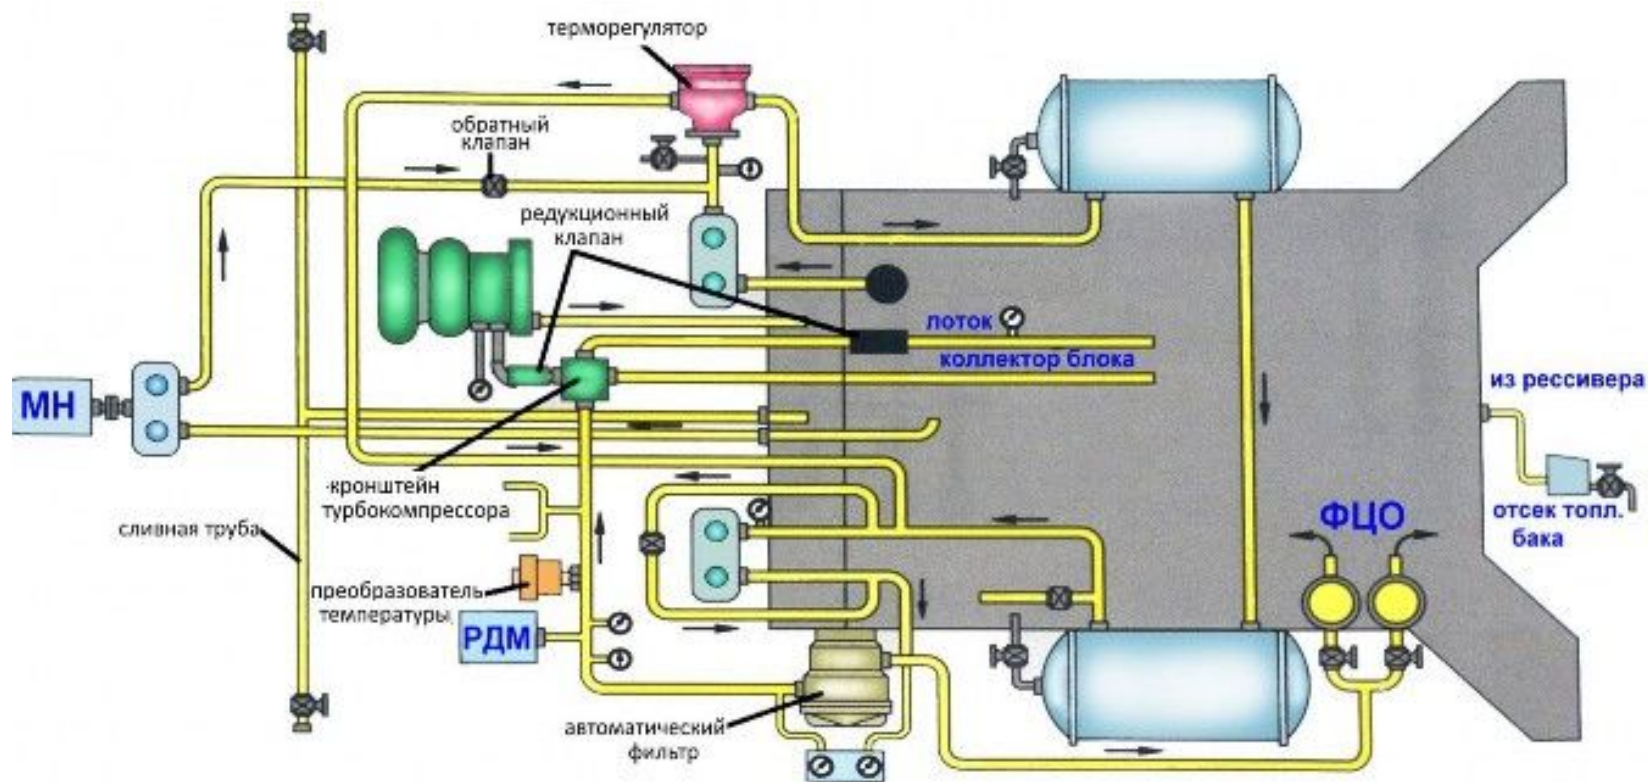 терморегулятор
обратный
клапан
редукционный
клапан
лоток
коллектор блока
МН
из рессивера
отсек топл.
бака
ФЦО
кронштейн
турбокомпрессора
сливная труба
преобразователь
температуры
РДМ
автоматический
фильтр